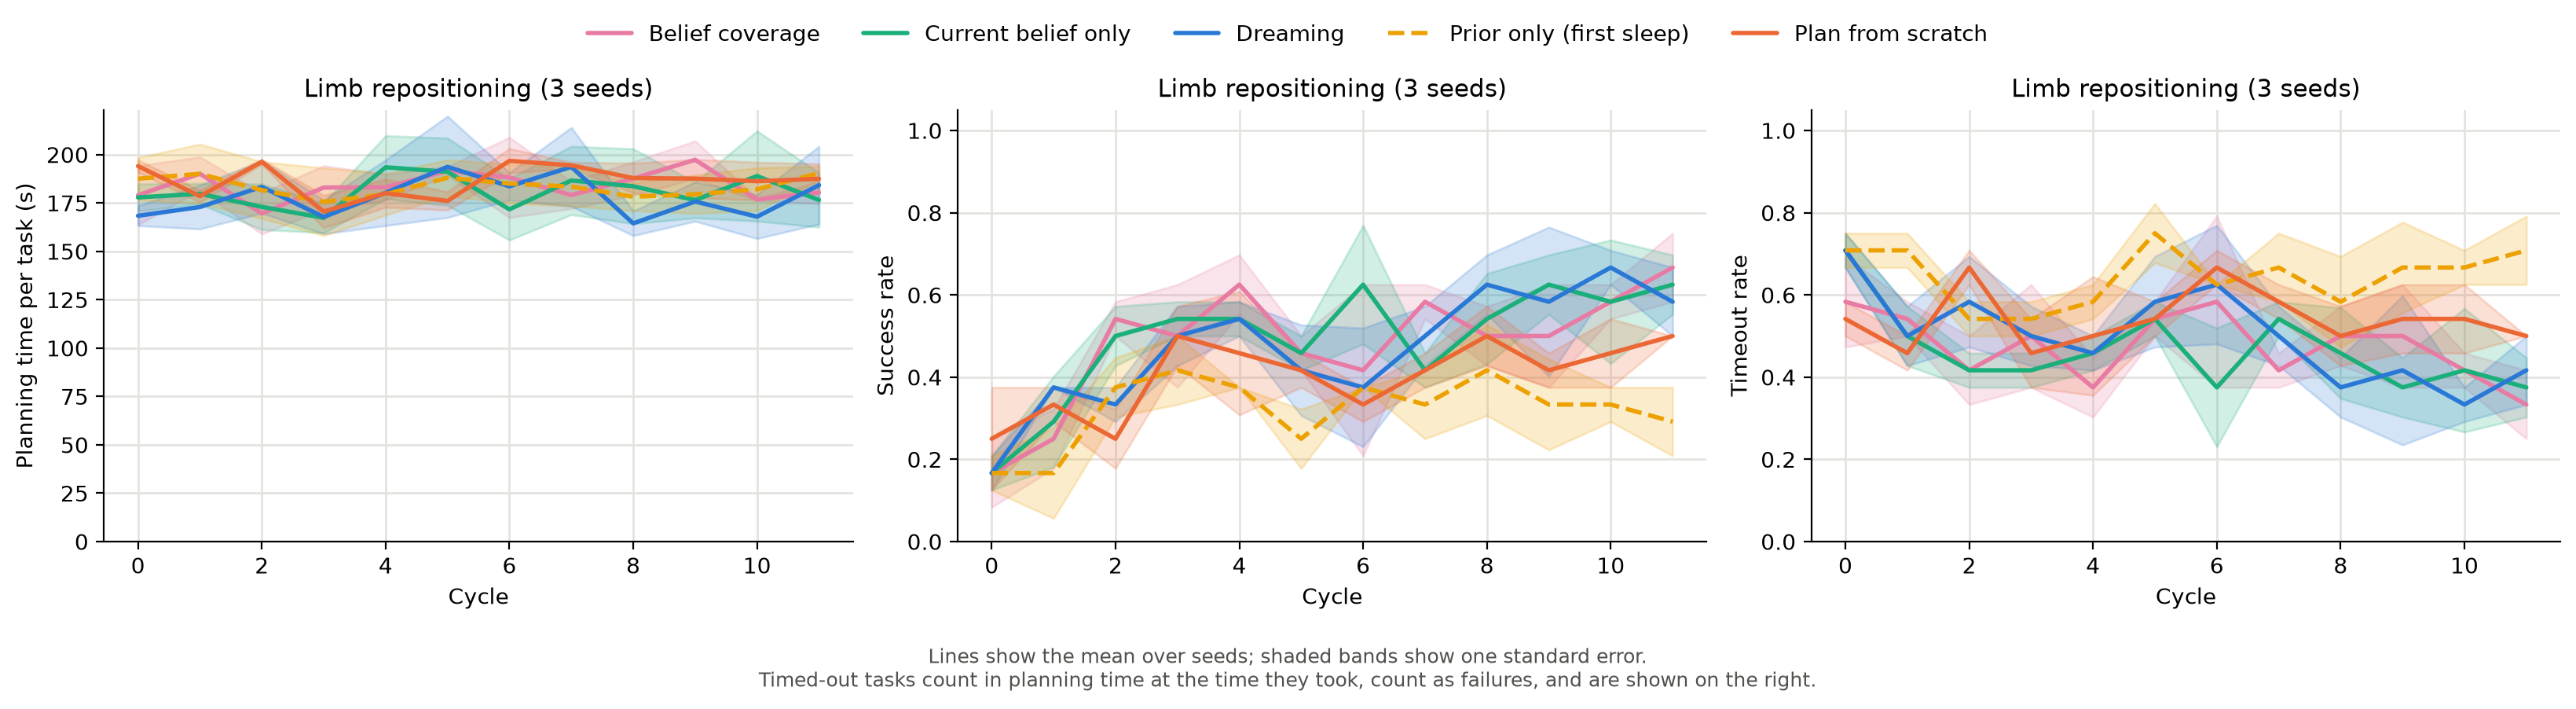 Belief coverage Current belief only Dreaming Prior only (first sleep) Plan from scratch
Limb repositioning (3 seeds)
Planning time per task (s)
200
175
150
125
100
75
50
25
0
0 2 4 6 8 10
Cycle
Limb repositioning (3 seeds)
Success rate
1.0
0.8
0.6
0.4
0.2
0.0
0 2 4 6 8 10
Cycle
Limb repositioning (3 seeds)
Timeout rate
1.0
0.8
0.6
0.4
0.2
0.0
0 2 4 6 8 10
Cycle
Lines show the mean over seeds; shaded bands show one standard error.
Timed-out tasks count in planning time at the time they took, count as failures, and are shown on the right.